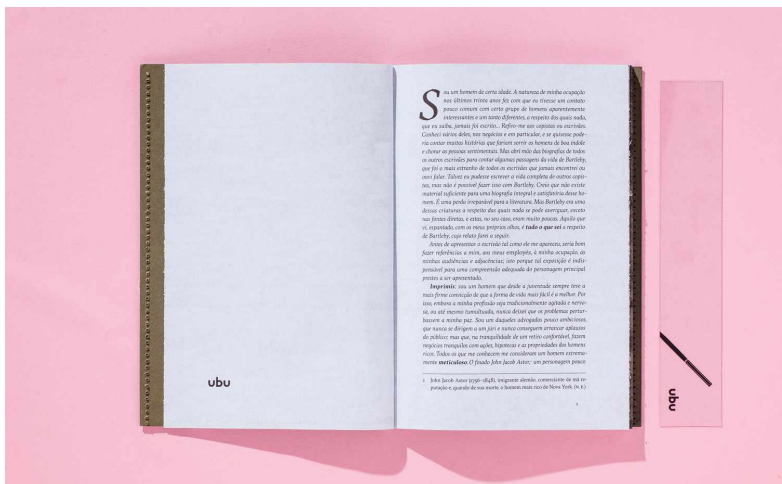 ubu
Sou um homem de certa idade. A natureza de minha ocupação
nos últimos trinta anos fez com que eu tivesse um contato
pouco comum com certo grupo de homens aparentemente
interessantes e um tanto diferentes, a respeito dos quais nada,
que eu saiba, jamais foi escrito... Refiro-me aos copistas ou escrivães.
Conheci vários deles, nos negócios e em particular, e se quisesse pode-
ria contar muitas histórias que fariam sorrir os homens de boa índole
e chorar as pessoas sentimentais. Mas abri mão das biografias de todos
os outros escrivães para contar algumas passagens da vida de Bartleby,
que foi o mais estranho de todos os escrivães que jamais encontrei ou
ouvi falar. Talvez eu pudesse escrever a vida completa de outros copis-
tas, mas não é possível fazer isso com Bartleby. Creio que não existe
material suficiente para uma biografia integral e satisfatória desse ho-
mem. É uma perda irreparável para a literatura. Mas Bartleby era uma
dessas criaturas a respeito das quais nada se pode averiguar, exceto
nas fontes diretas, e estas, no seu caso, eram muito poucas. Aquilo que
vi, espantado, com os meus próprios olhos, é tudo o que sei a respeito
de Bartleby, cujo relato farei a seguir.
Antes de apresentar o escrivão tal como ele me apareceu, seria bom
fazer referências a mim, aos meus employés, à minha ocupação, às
minhas audiências e adjacências; isto porque tal exposição é indis-
pensável para uma compreensão adequada do personagem principal
prestes a ser apresentado.
Imprimis: sou um homem que desde a juventude sempre teve a
mais firme convicção de que a forma de vida mais fácil é a melhor. Por
isso, embora a minha profissão seja tradicionalmente agitada e nervo-
sa, ou até mesmo tumultuada, nunca deixei que os problemas pertur-
bassem a minha paz. Sou um daqueles advogados pouco ambiciosos,
que nunca se dirigem a um júri e nunca conseguem arrancar aplausos
do público; mas que, na tranquilidade de um retiro confortável, fazem
negócios tranquilos com ações, hipotecas e as propriedades dos homens
ricos. Todos os que me conhecem me consideram um homem extrema-
mente meticuloso. O finado John Jacob Astor,¹ um personagem pouco
1 John Jacob Astor [1756-1848], imigrante alemão, comerciante de má re-
putação e, quando de sua morte, o homem mais rico de Nova York. [N.E.]
ubu